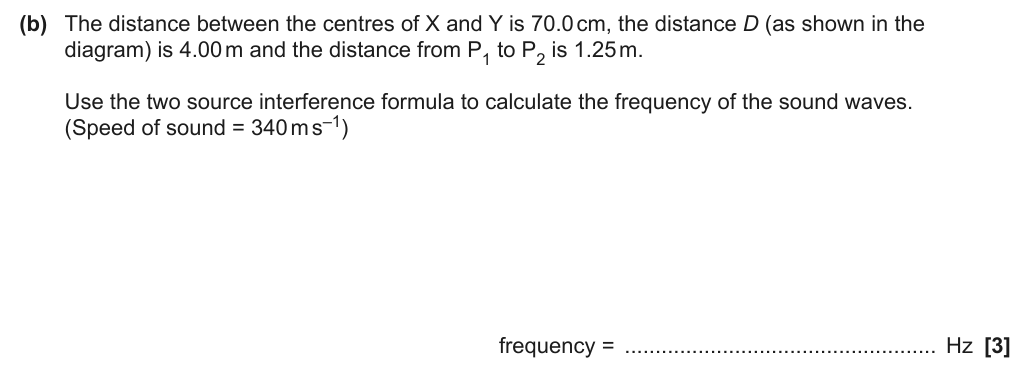 (b) The distance between the centres of X and Y is 70.0 cm, the distance D (as shown in the
diagram) is 4.00 m and the distance from P₁ to P₂ is 1.25 m.
Use the two source interference formula to calculate the frequency of the sound waves.
(Speed of sound = 340 m s⁻¹)
frequency = .................................................... Hz [3]